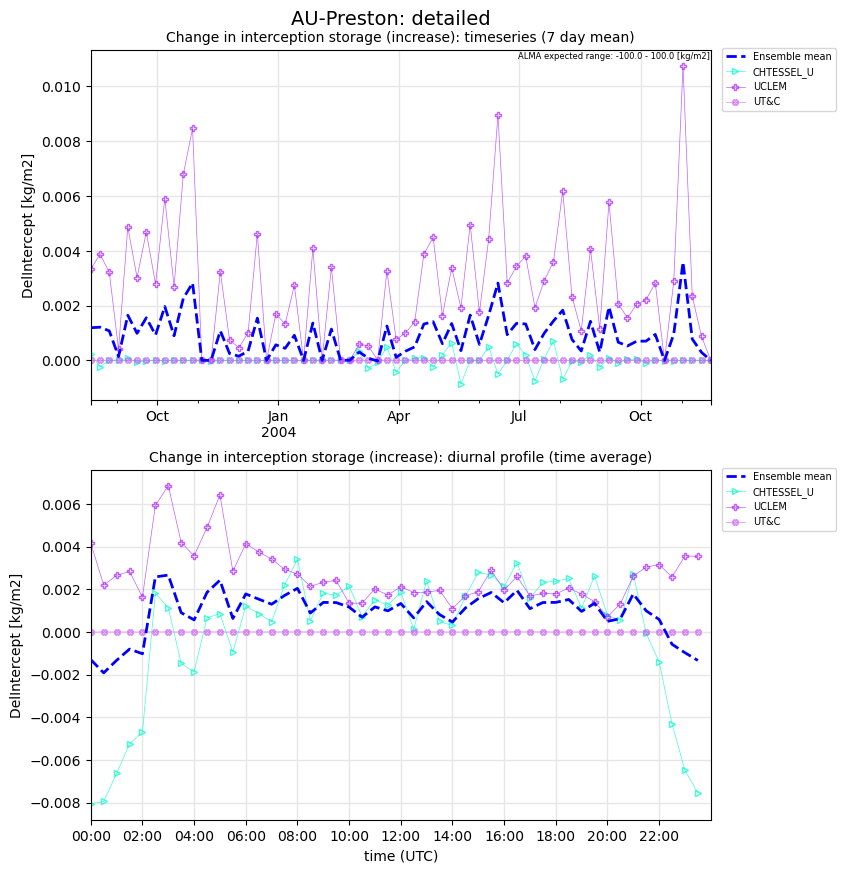 AU-Preston: detailed
Change in interception storage (increase): timeseries (7 day mean)
ALMA expected range: -100.0 - 100.0 [kg/m2]
Ensemble mean
CHTESSEL_U
UCLEM
UT&C
DelIntercept [kg/m2]
0.010
0.008
0.006
0.004
0.002
0.000
Oct
Jan
2004
Apr
Jul
Oct
Change in interception storage (increase): diurnal profile (time average)
Ensemble mean
CHTESSEL_U
UCLEM
UT&C
DelIntercept [kg/m2]
0.006
0.004
0.002
0.000
−0.002
−0.004
−0.006
−0.008
00:00
02:00
04:00
06:00
08:00
10:00
12:00
14:00
16:00
18:00
20:00
22:00
time (UTC)